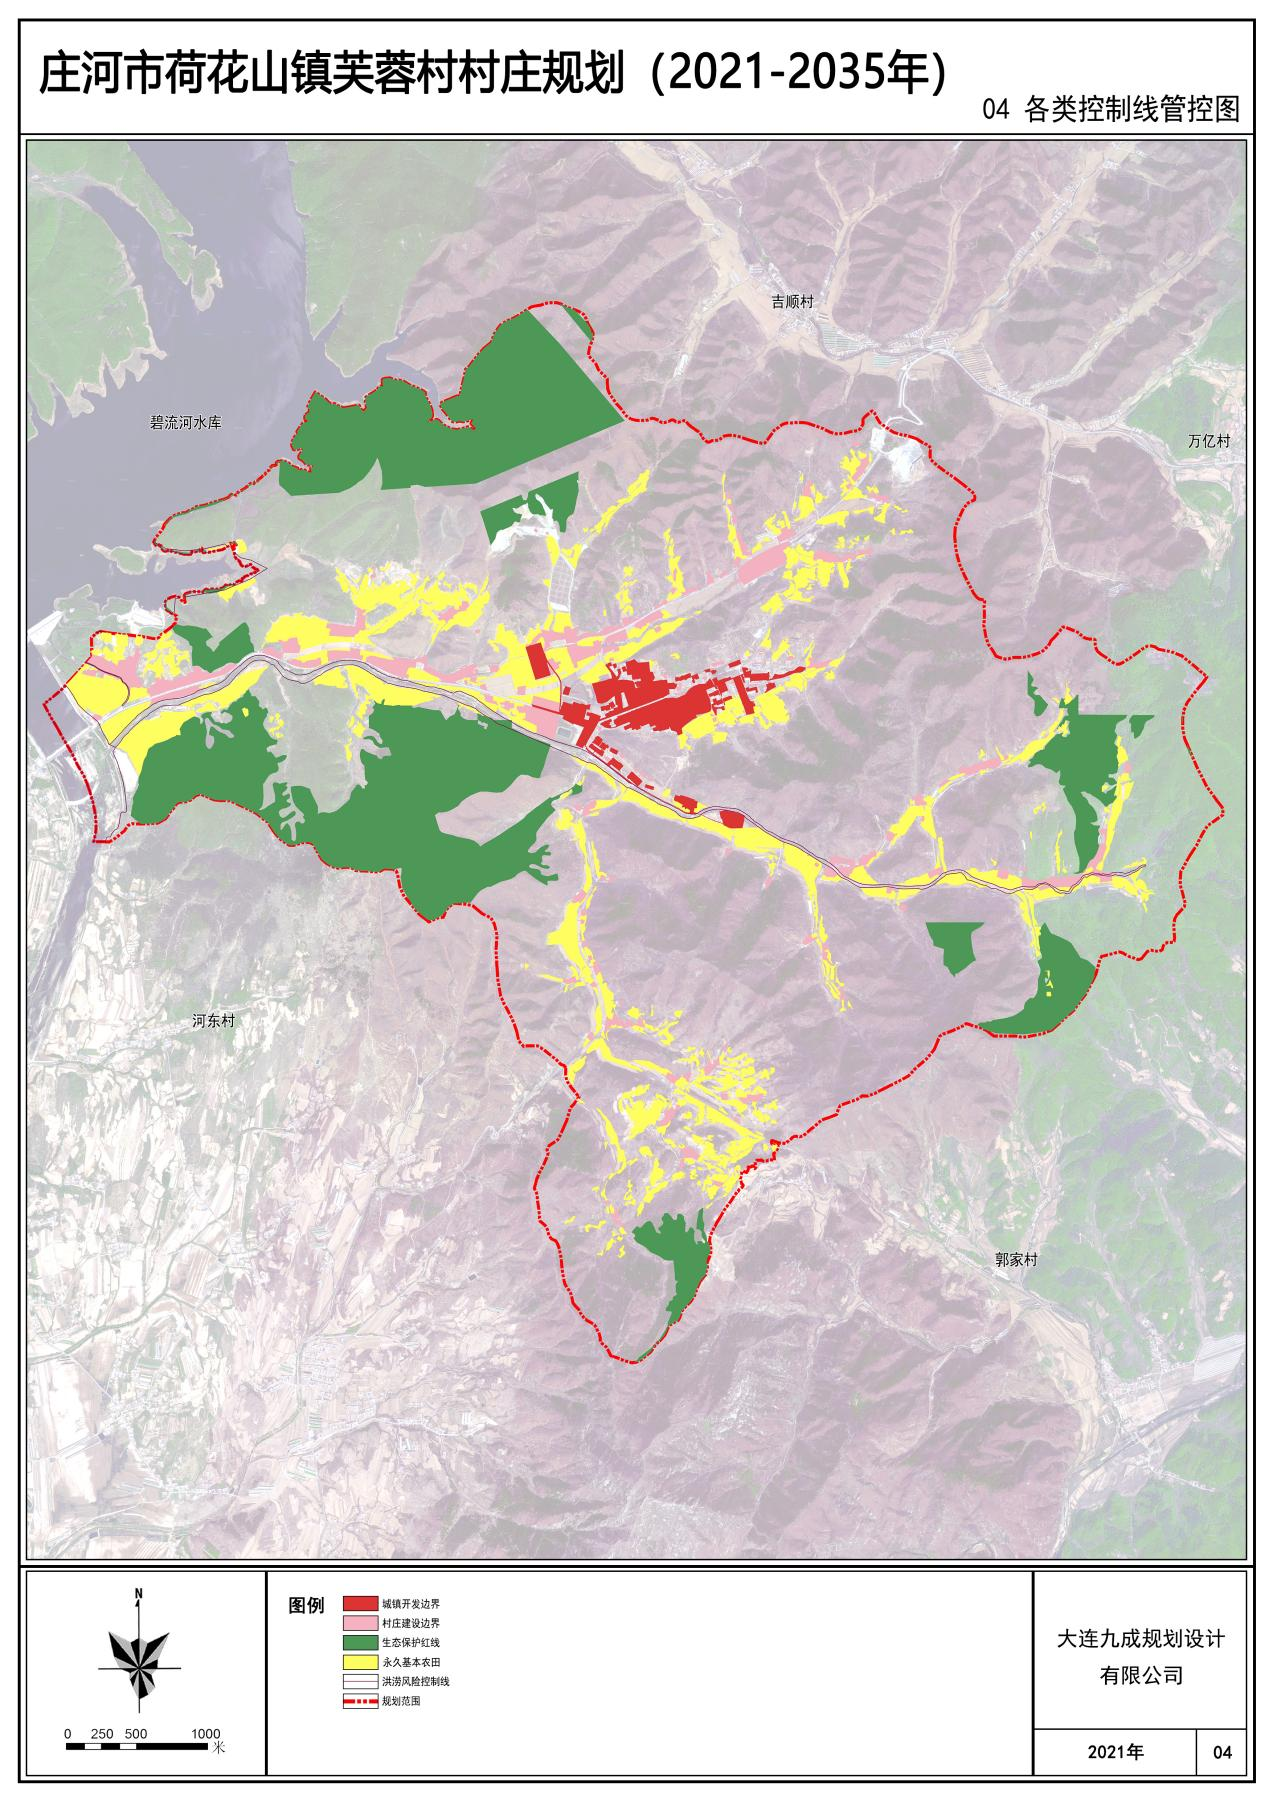 庄河市荷花山镇芙蓉村村庄规划（2021-2035年）
04 各类控制线管控图
吉顺村
碧流河水库
万亿村
河东村
郭家村
N
0 250 500 1000
米
图例
城镇开发边界
村庄建设边界
生态保护红线
永久基本农田
洪涝风险控制线
规划范围
大连九成规划设计
有限公司
2021年
04